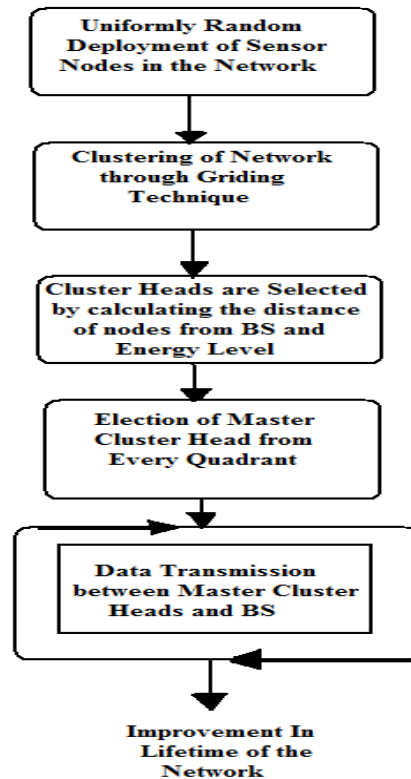 Uniformly Random
Deployment of Sensor
Nodes in the Network
Clustering of Network
through Griding
Technique
Cluster Heads are Selected
by calculating the distance
of nodes from BS and
Energy Level
Election of Master
Cluster Head from
Every Quadrant
Data Transmission
between Master Cluster
Heads and BS
Improvement In
Lifetime of the
Network